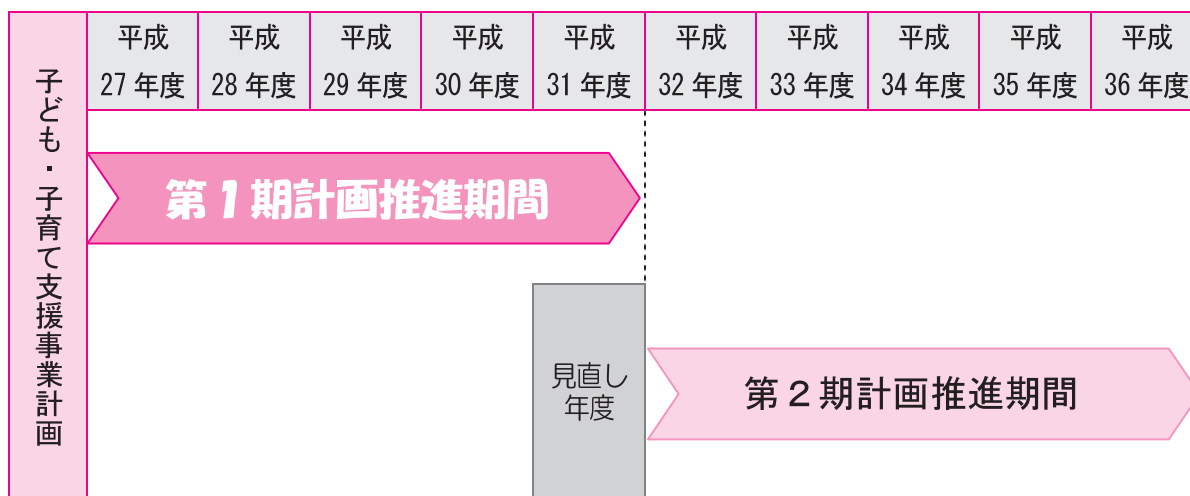 子ども・子育て支援事業計画
平成
27 年度
平成
28 年度
平成
29 年度
平成
30 年度
平成
31 年度
平成
32 年度
平成
33 年度
平成
34 年度
平成
35 年度
平成
36 年度
第1期計画推進期間
見直し
年度
第２期計画推進期間